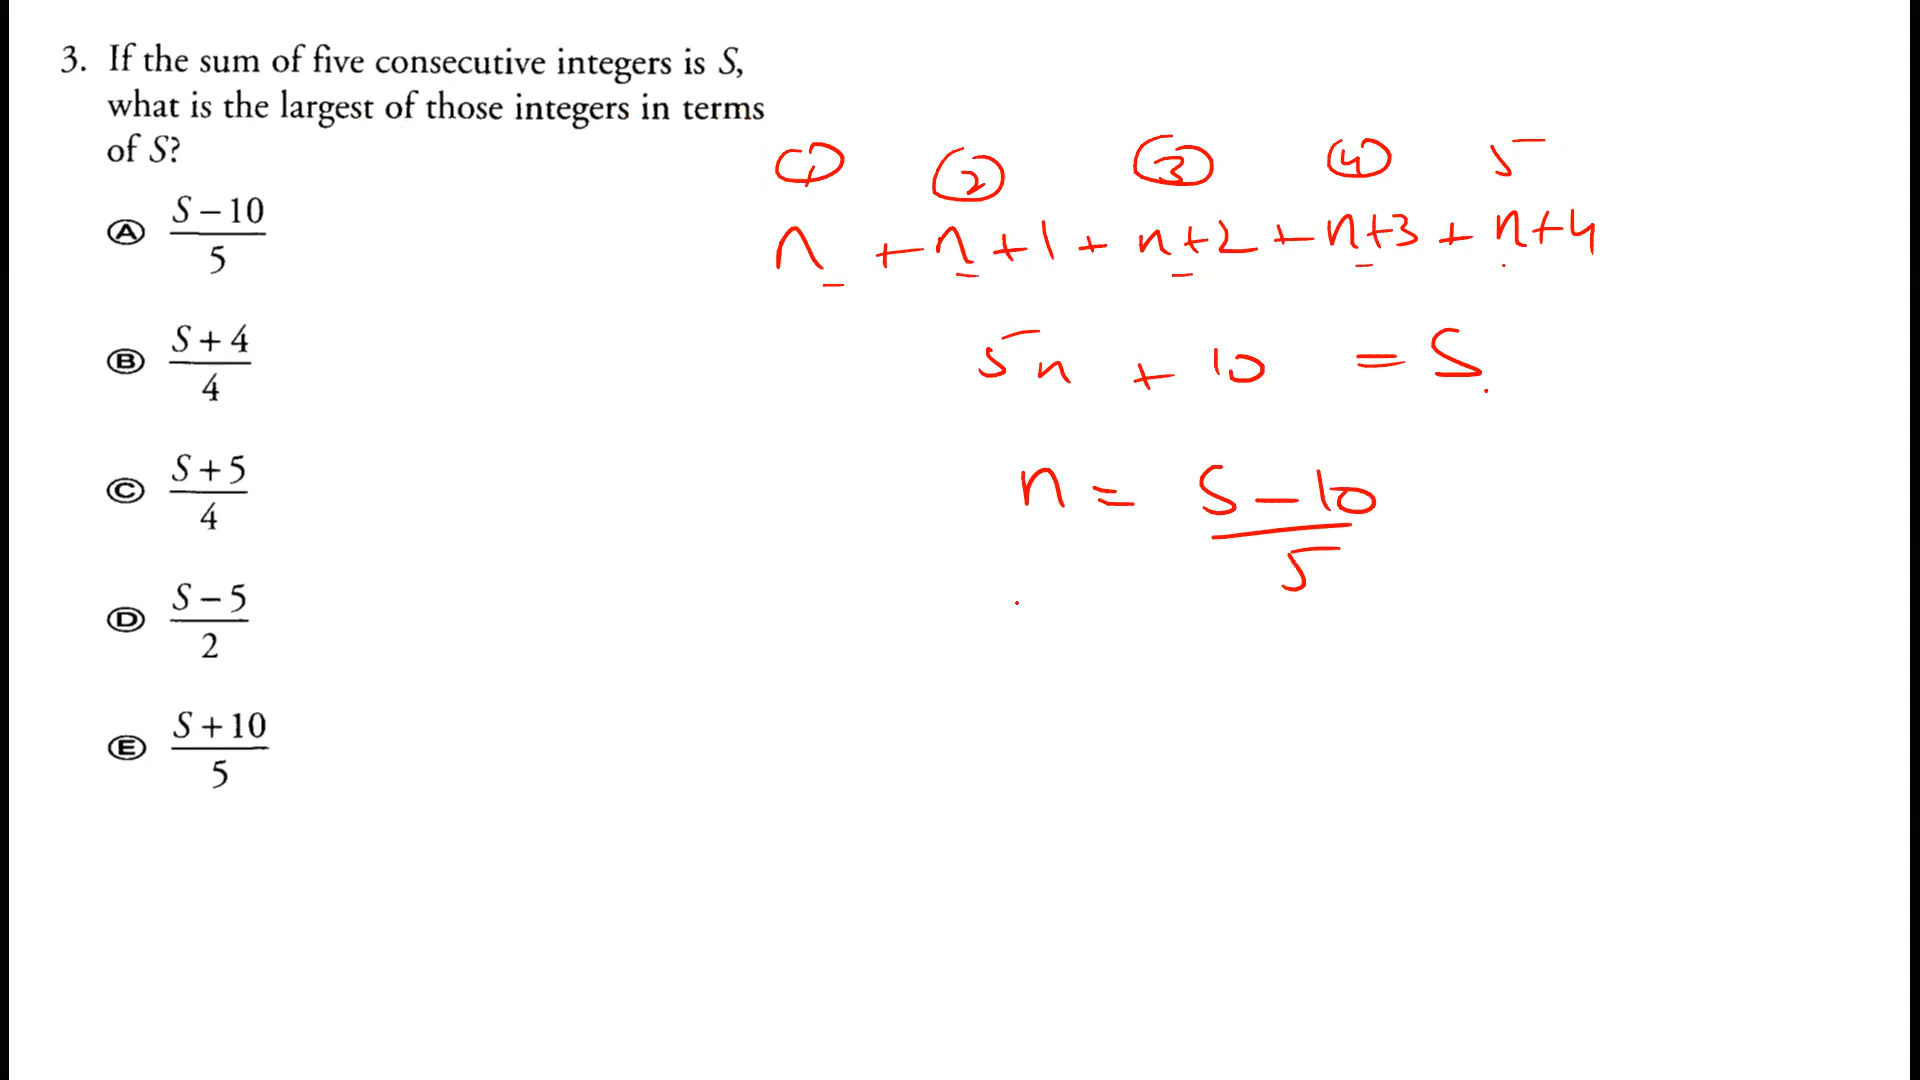 3. If the sum of five consecutive integers is S,
what is the largest of those integers in terms
of S?
Ⓐ (S – 10)/5
Ⓑ (S + 4)/4
Ⓒ (S + 5)/4
Ⓓ (S – 5)/2
Ⓔ (S + 10)/5
① ② ③ ④ 5
n + n + 1 + n + 2 + n + 3 + n + 4
5n + 10 = S
n = (S – 10)/5